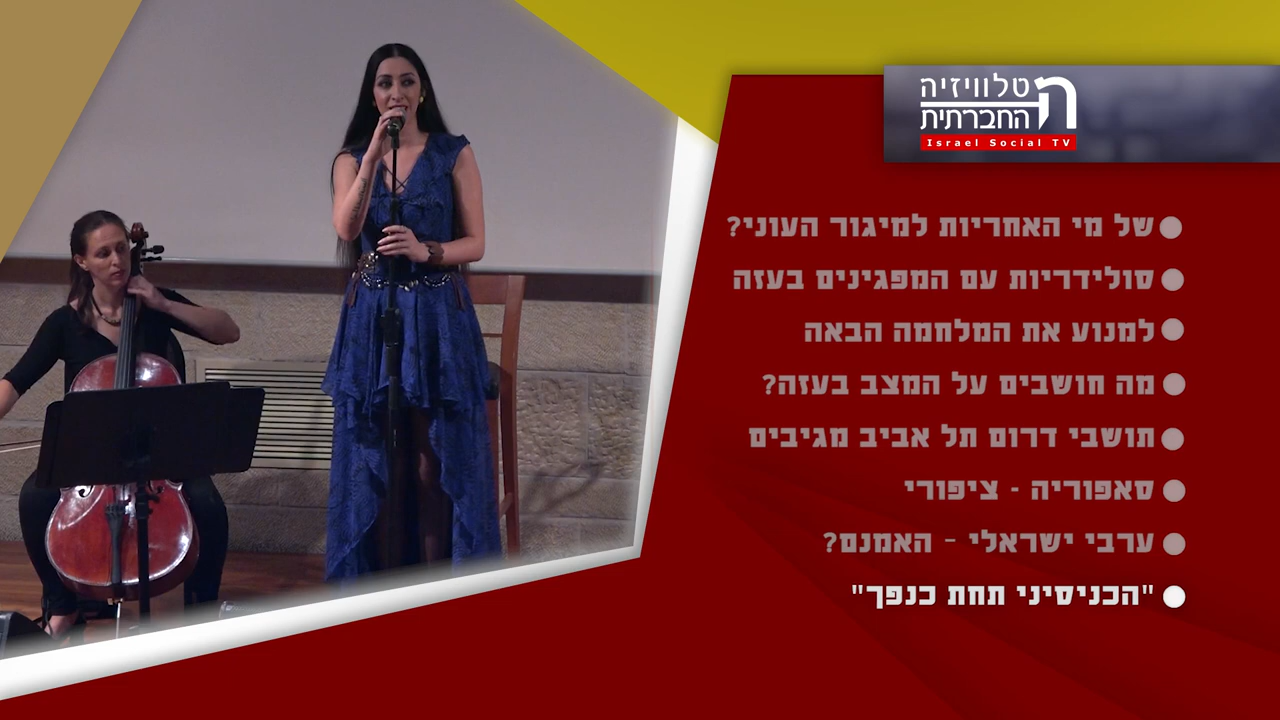 טלוויזיה
החברתית
Israel Social TV
של מי האחריות למיגור העוני?
סולידריות עם המפגינים בעזה
למנוע את המלחמה הבאה
מה חושבים על המצב בעזה?
תושבי דרום תל אביב מגיבים
סאפוריה - ציפורי
ערבי ישראלי - האמנם?
"הכניסיני תחת כנפך"